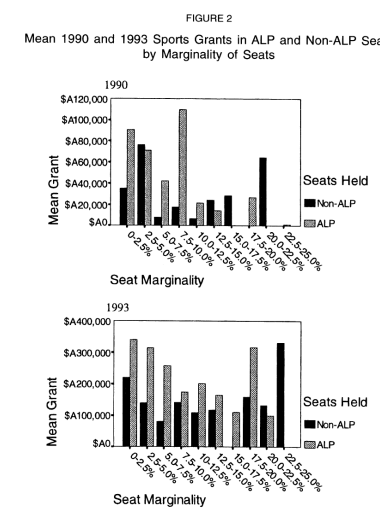 FIGURE 2
Mean 1990 and 1993 Sports Grants in ALP and Non-ALP Sea
by Marginality of Seats
1990
$A120,000
$A100,000
$A80,000
$A60,000
$A40,000
$A20,000
$A0
Mean Grant
0-2.5%
2.5-5.0%
5.0-7.5%
7.5-10.0%
10.0-12.5%
12.5-15.0%
15.0-17.5%
17.5-20.0%
20.0-22.5%
22.5-25.0%
Seat Marginality
Seats Held
Non-ALP
ALP
1993
$A400,000
$A300,000
$A200,000
$A100,000
$A0
Mean Grant
0-2.5%
2.5-5.0%
5.0-7.5%
7.5-10.0%
10-12.5%
12.5-15.0%
15.0-17.5%
17.5-20.0%
20.0-22.5%
22.5-25.0%
Seat Marginality
Seats Held
Non-ALP
ALP